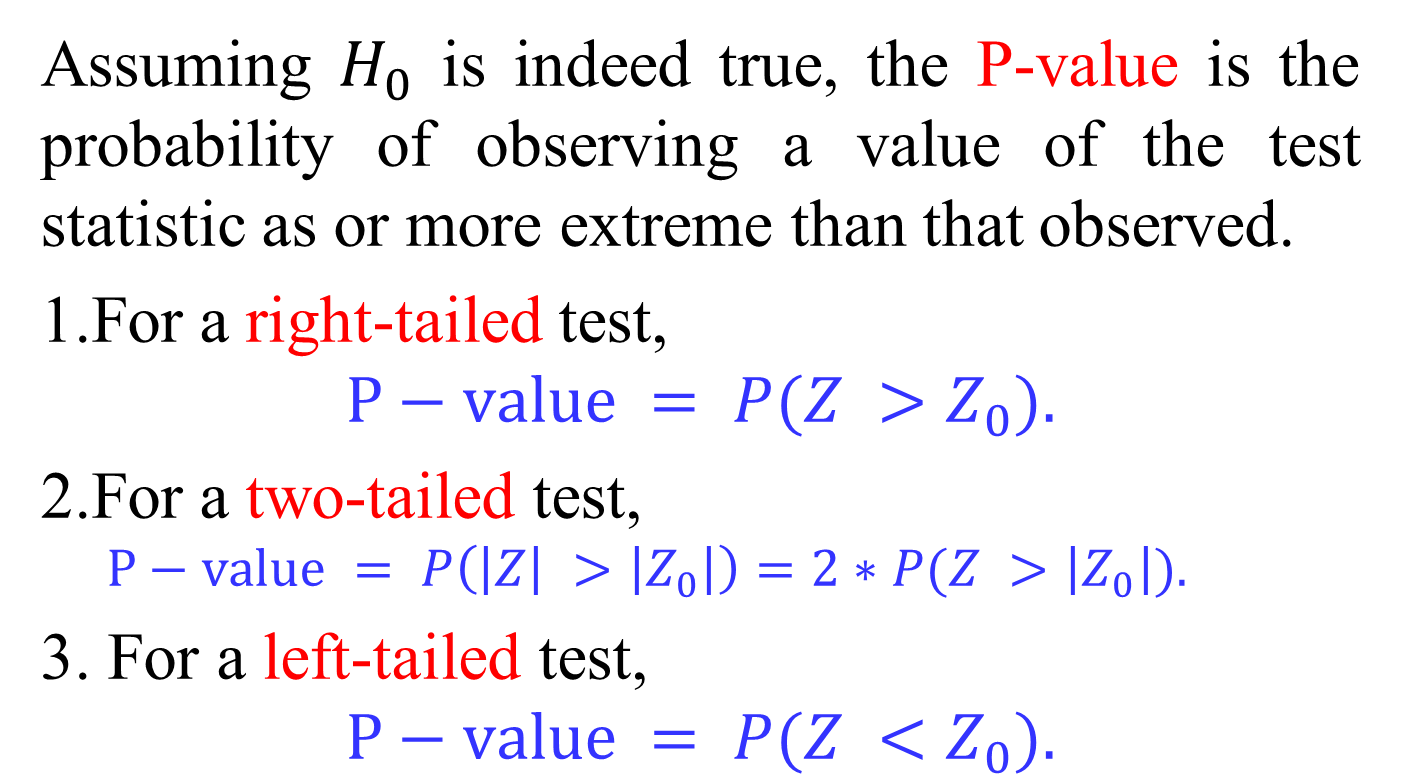 Assuming H₀ is indeed true, the P-value is the
probability of observing a value of the test
statistic as or more extreme than that observed.
1.For a right-tailed test,
P − value = P(Z > Z₀).
2.For a two-tailed test,
P − value = P(|Z| > |Z₀|) = 2 * P(Z > |Z₀|).
3. For a left-tailed test,
P − value = P(Z < Z₀).